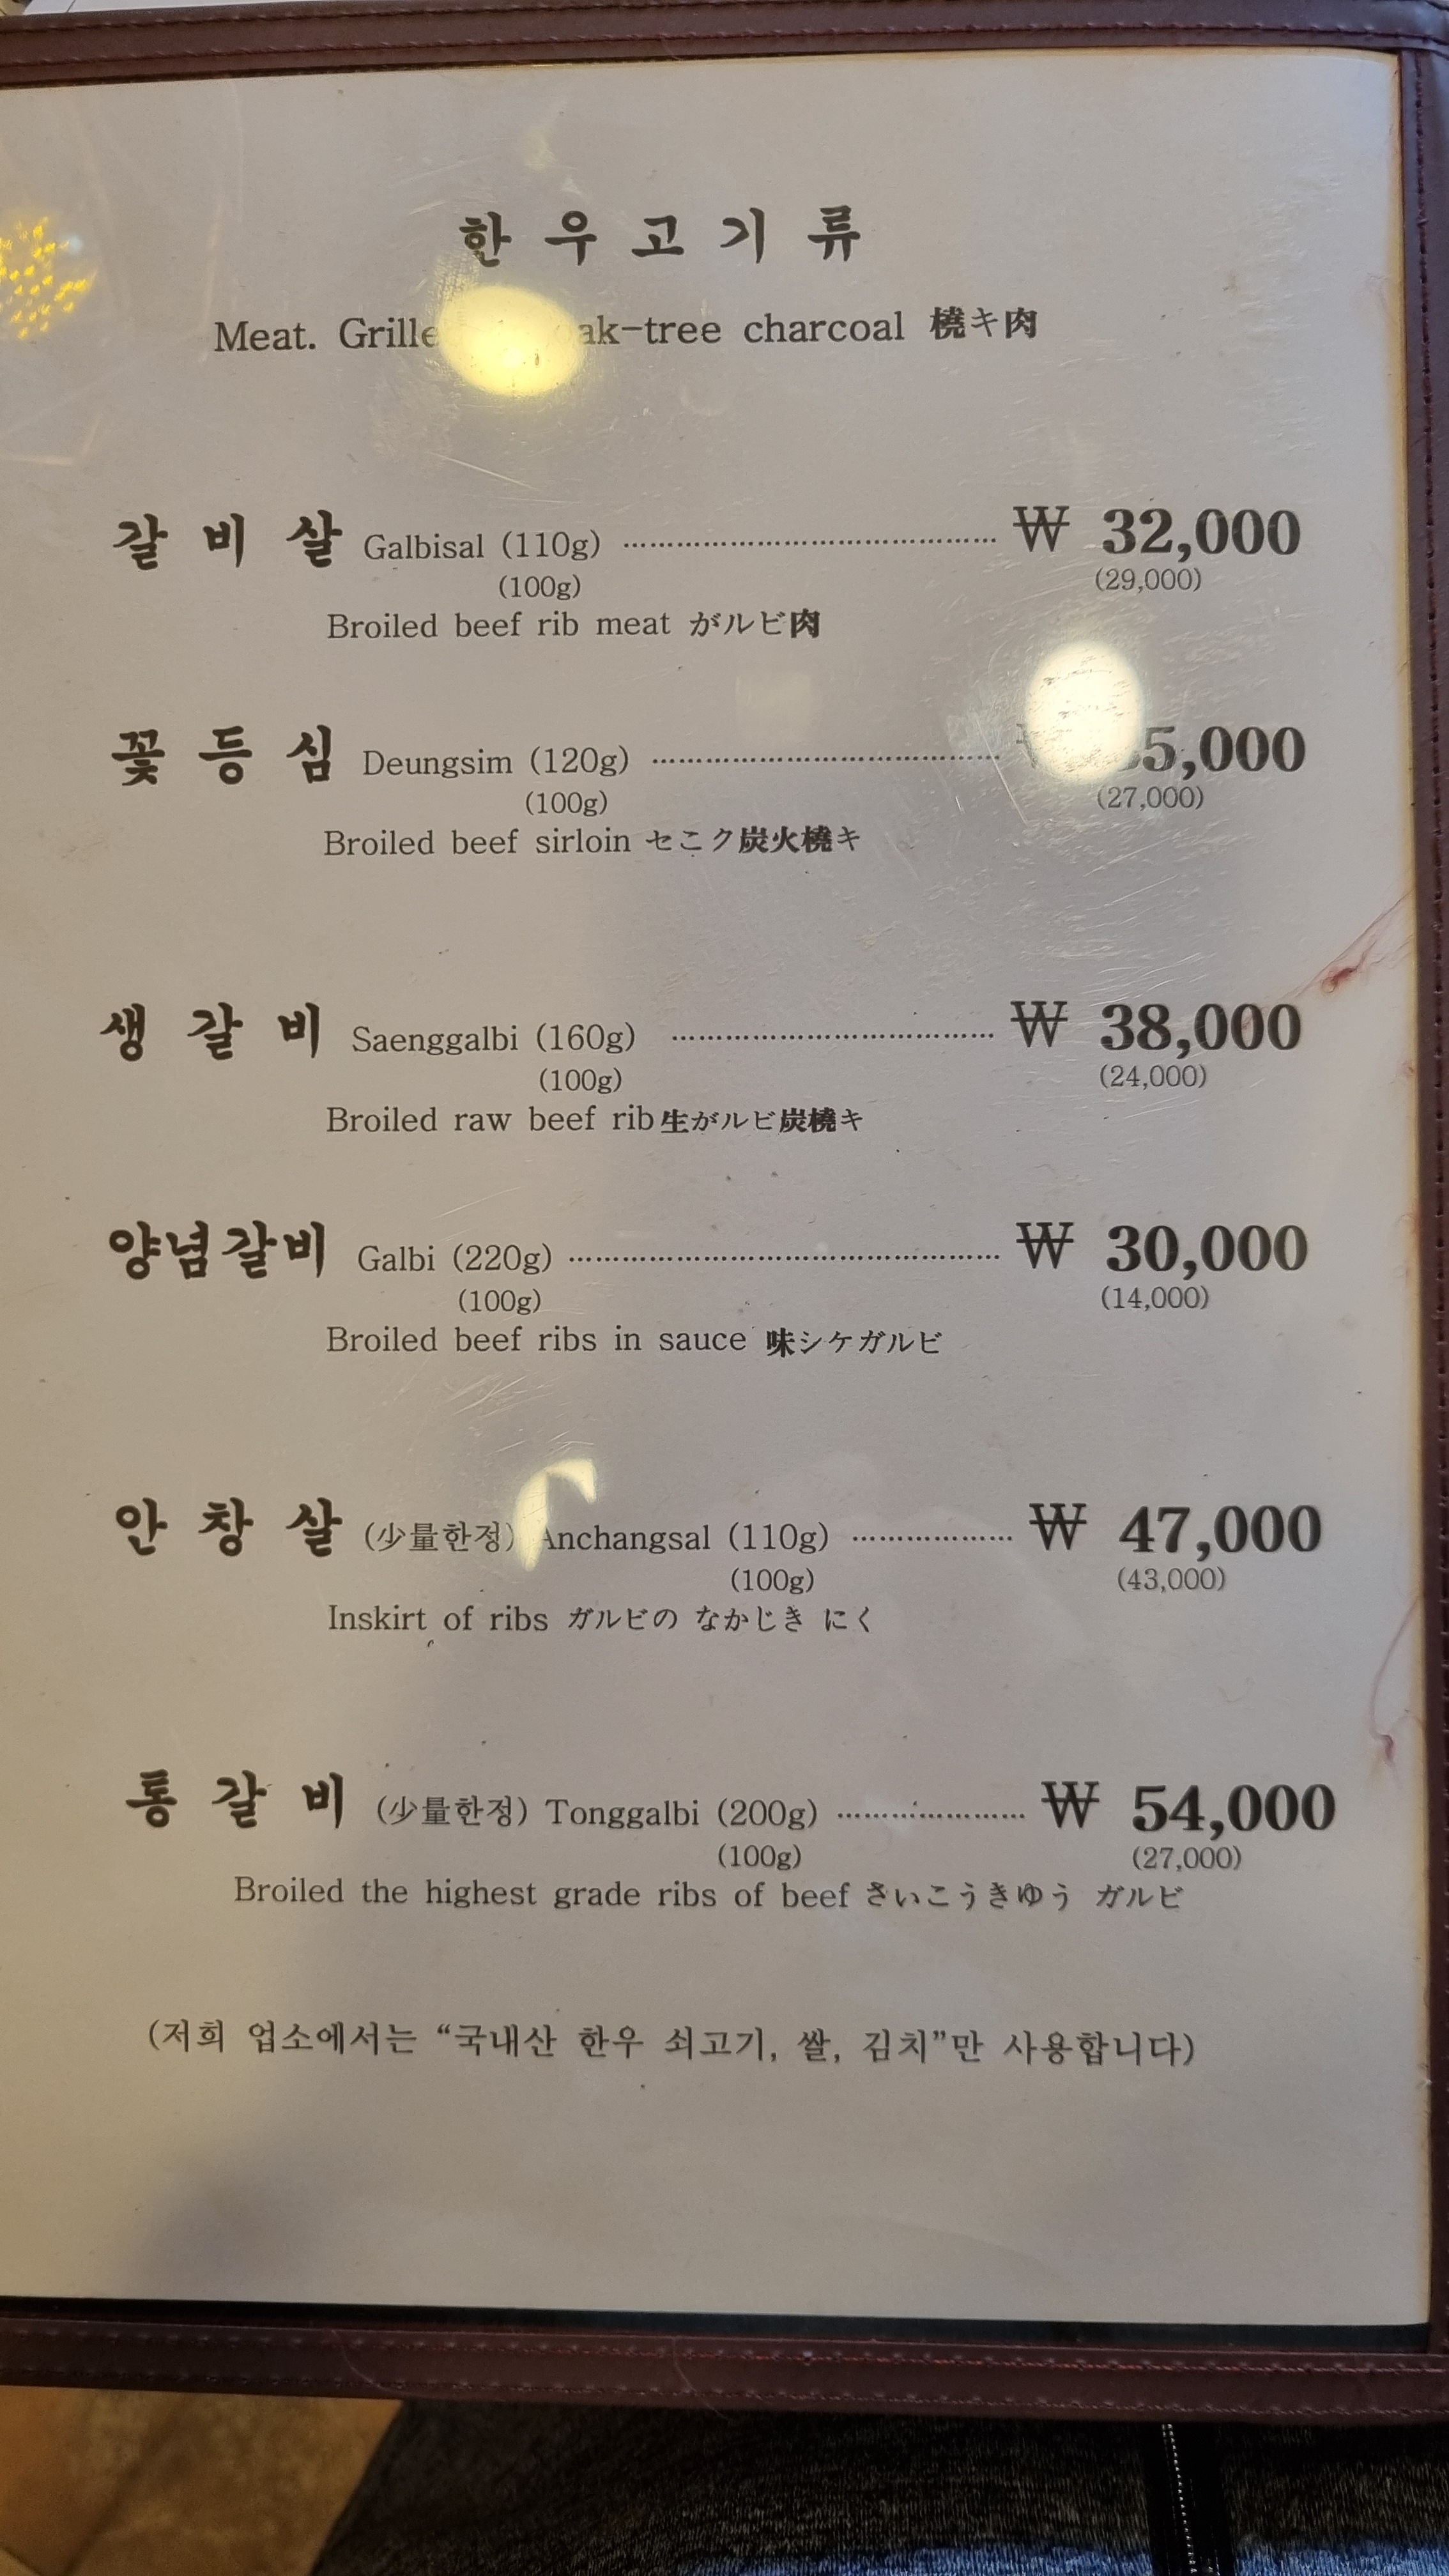 한우고기류
Meat. Grille ak-tree charcoal 橈キ肉
갈비살 Galbisal (110g) ₩ 32,000
(100g) (29,000)
Broiled beef rib meat がルビ肉
꽃등심 Deungsim (120g) 5,000
(100g) (27,000)
Broiled beef sirloin セこク炭火橈キ
생갈비 Saenggalbi (160g) ₩ 38,000
(100g) (24,000)
Broiled raw beef rib 生がルビ炭橈キ
양념갈비 Galbi (220g) ₩ 30,000
(100g) (14,000)
Broiled beef ribs in sauce 味シケガルビ
안창살 (少量한정) Anchangsal (110g) ₩ 47,000
(100g) (43,000)
Inskirt of ribs ガルビの なかじき にく
통갈비 (少量한정) Tonggalbi (200g) ₩ 54,000
(100g) (27,000)
Broiled the highest grade ribs of beef さいこうきゆう ガルビ
(저희 업소에서는 “국내산 한우 쇠고기, 쌀, 김치”만 사용합니다)